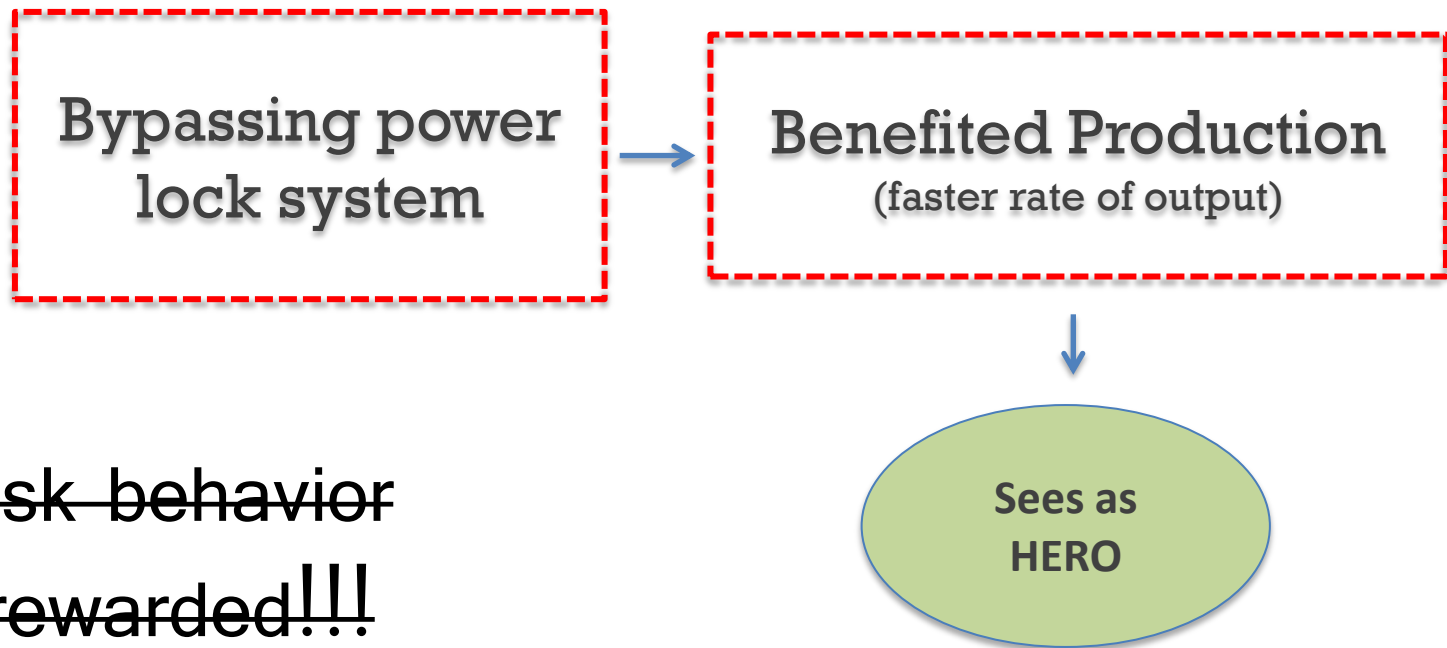 Bypassing power
lock system
Benefited Production
(faster rate of output)
Sees as
HERO
sk behavior
rewarded!!!